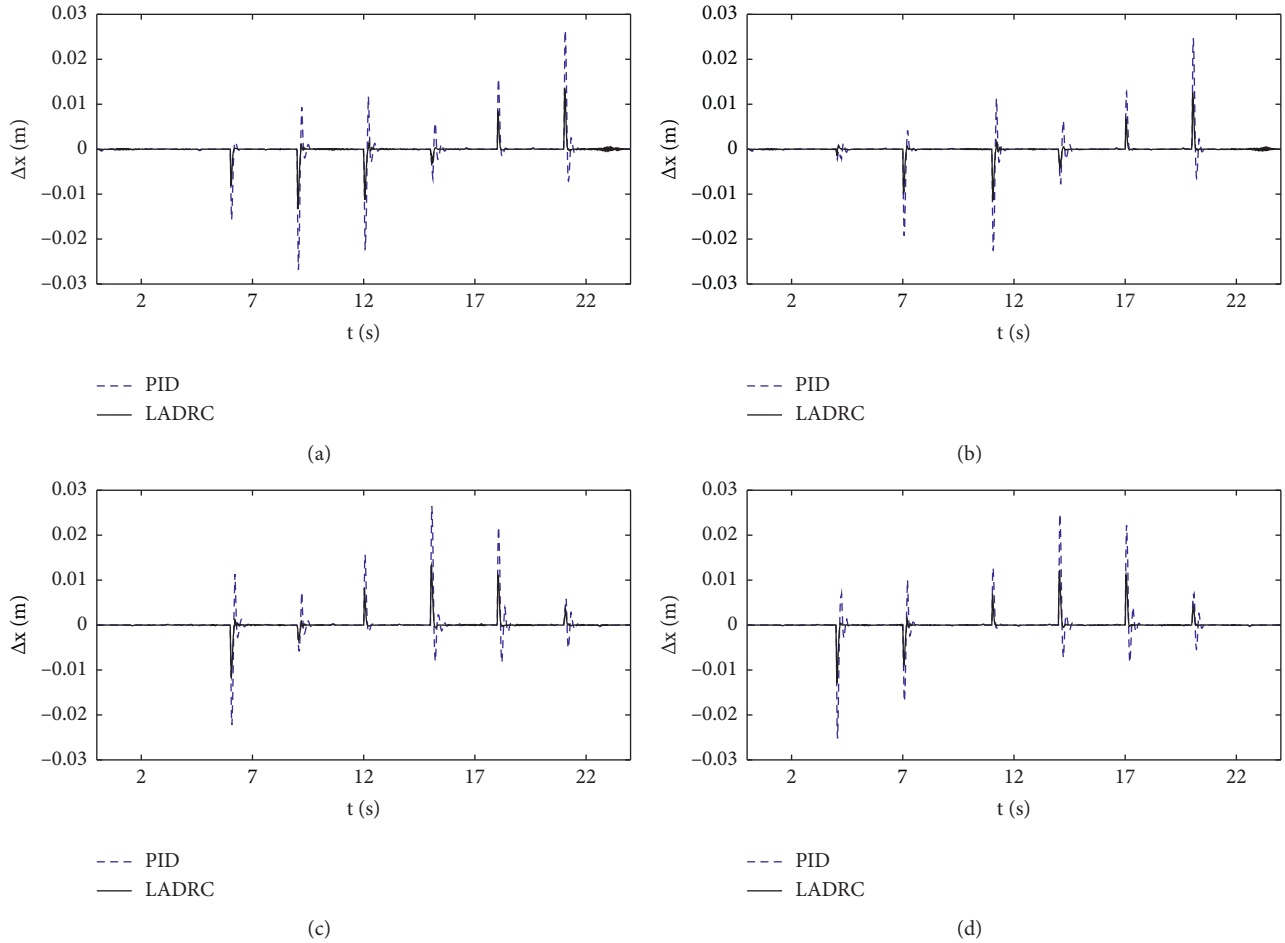 0.03
0.02
0.01
0
−0.01
−0.02
−0.03
Δx (m)
2 7 12 17 22
t (s)
PID
LADRC
(a)
0.03
0.02
0.01
0
−0.01
−0.02
−0.03
Δx (m)
2 7 12 17 22
t (s)
PID
LADRC
(b)
0.03
0.02
0.01
0
−0.01
−0.02
−0.03
Δx (m)
2 7 12 17 22
t (s)
PID
LADRC
(c)
0.03
0.02
0.01
0
−0.01
−0.02
−0.03
Δx (m)
2 7 12 17 22
t (s)
PID
LADRC
(d)